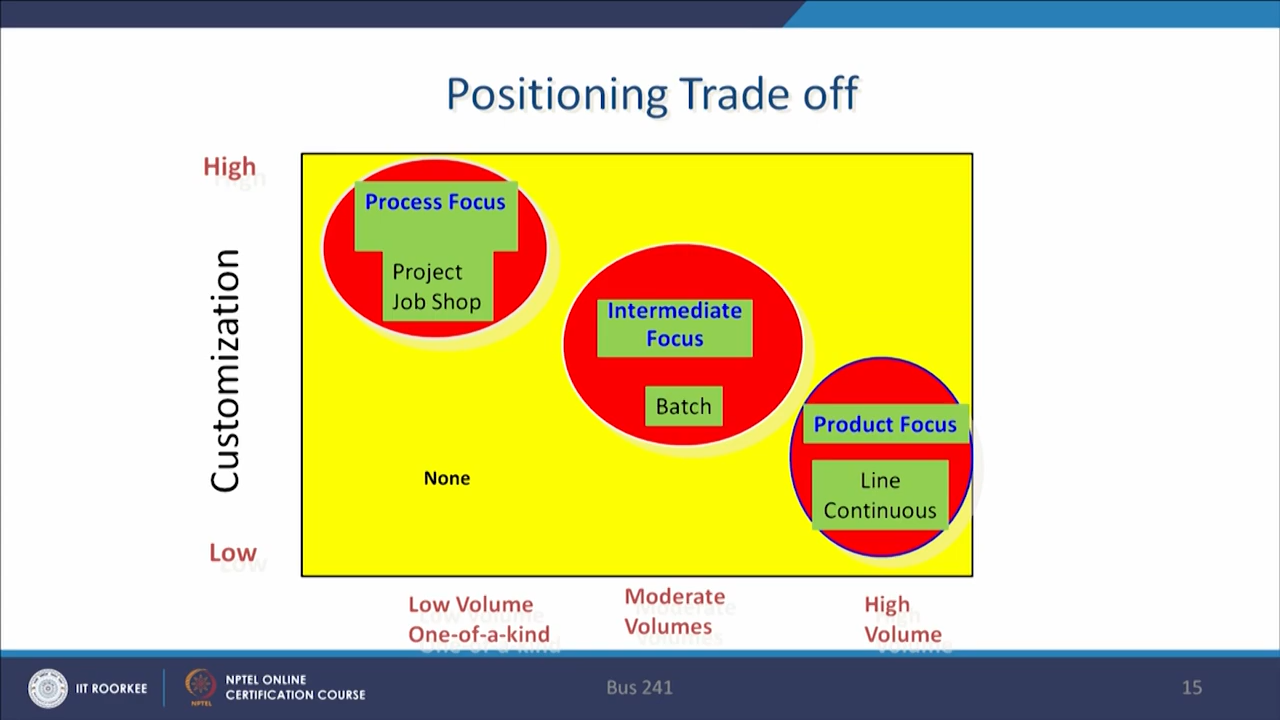 Positioning Trade off
High
Customization
Low
Process Focus
Project
Job Shop
Intermediate
Focus
Batch
Product Focus
Line
Continuous
None
Low Volume
One-of-a-kind
Moderate
Volumes
High
Volume
IIT ROORKEE
NPTEL
NPTEL ONLINE
CERTIFICATION COURSE
Bus 241
15